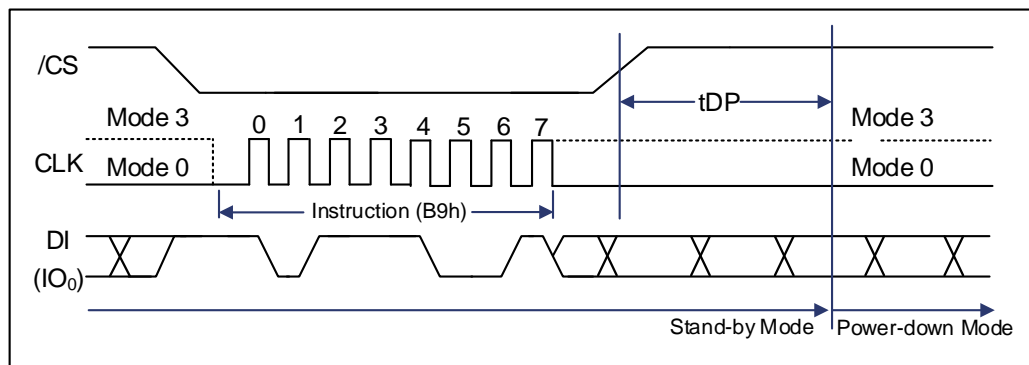 /CS
tDP
Mode 3
0 1 2 3 4 5 6 7
Mode 3
CLK
Mode 0
Mode 0
Instruction (B9h)
DI
(IO₀)
Stand-by Mode
Power-down Mode